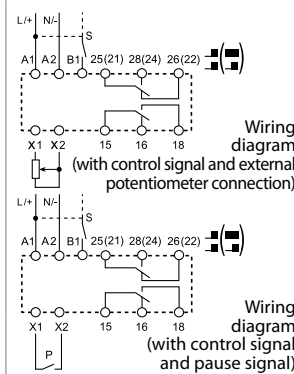 L/+ N/-
S
A1 A2 B1 25(21) 28(24) 26(22)
X1 X2 15 16 18
Wiring
diagram
(with control signal and external
potentiometer connection)
L/+ N/-
S
A1 A2 B1 25(21) 28(24) 26(22)
X1 X2 15 16 18
P
Wiring
diagram
(with control signal
and pause signal)